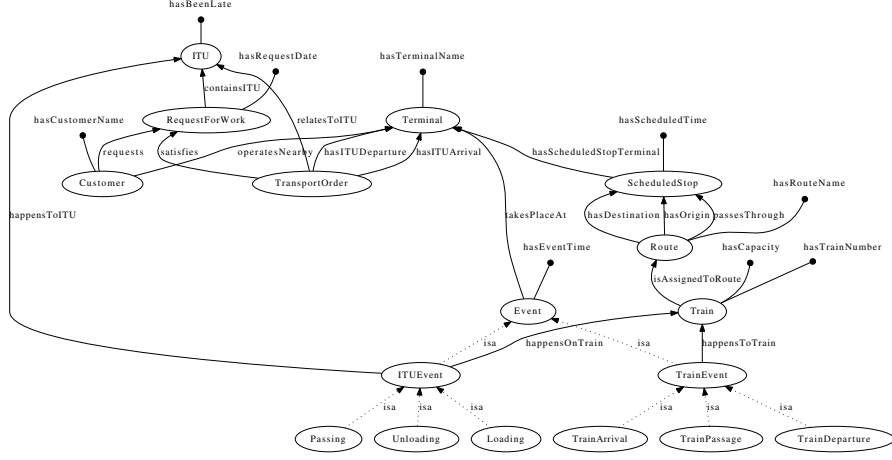 hasBeenLate
ITU
hasRequestDate
hasTerminalName
containsITU
RequestForWork
relatesToITU
Terminal
hasCustomerName
hasScheduledTime
requests
satisfies
operatesNearby
hasITUDeparture
hasITUArrival
hasScheduledStopTerminal
Customer
TransportOrder
ScheduledStop
hasRouteName
happensToITU
takesPlaceAt
hasDestination
hasOrigin
passesThrough
Route
hasEventTime
hasCapacity
hasTrainNumber
isAssignedToRoute
Event
Train
isa
happensOnTrain
isa
happensToTrain
ITUEvent
TrainEvent
isa
isa
isa
isa
isa
isa
Passing
Unloading
Loading
TrainArrival
TrainPassage
TrainDeparture